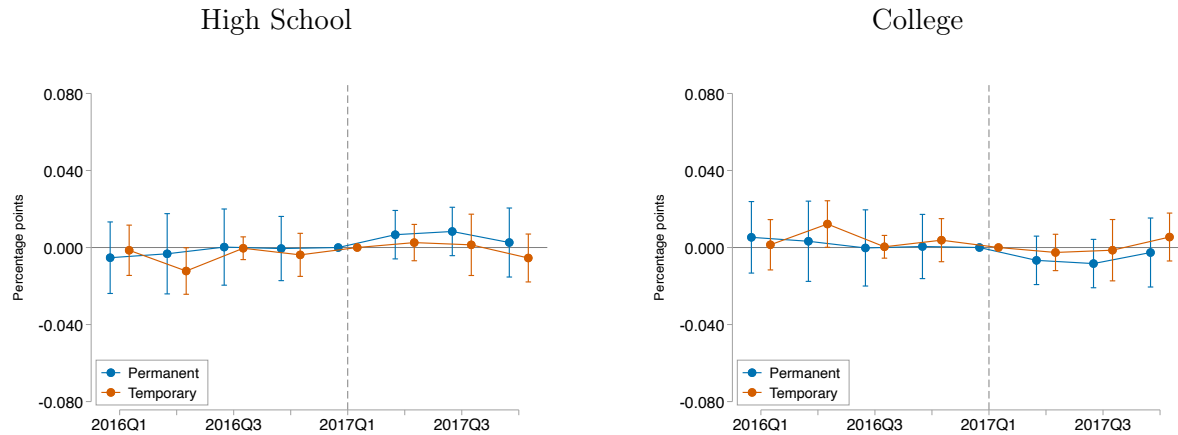 High School
Percentage points
0.080
0.040
0.000
-0.040
-0.080
Permanent
Temporary
2016Q1 2016Q3 2017Q1 2017Q3
College
Percentage points
0.080
0.040
0.000
-0.040
-0.080
Permanent
Temporary
2016Q1 2016Q3 2017Q1 2017Q3